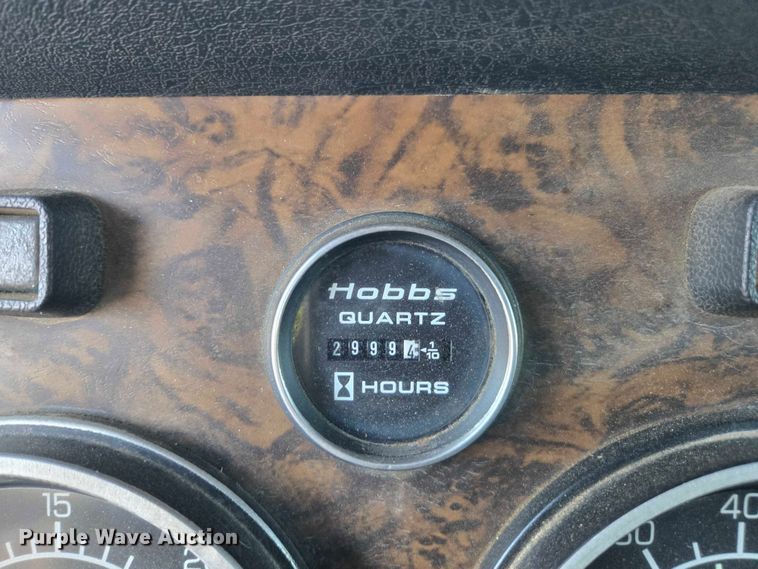 Hobbs
QUARTZ
29994 1/10
HOURS
15
40
Purple Wave Auction